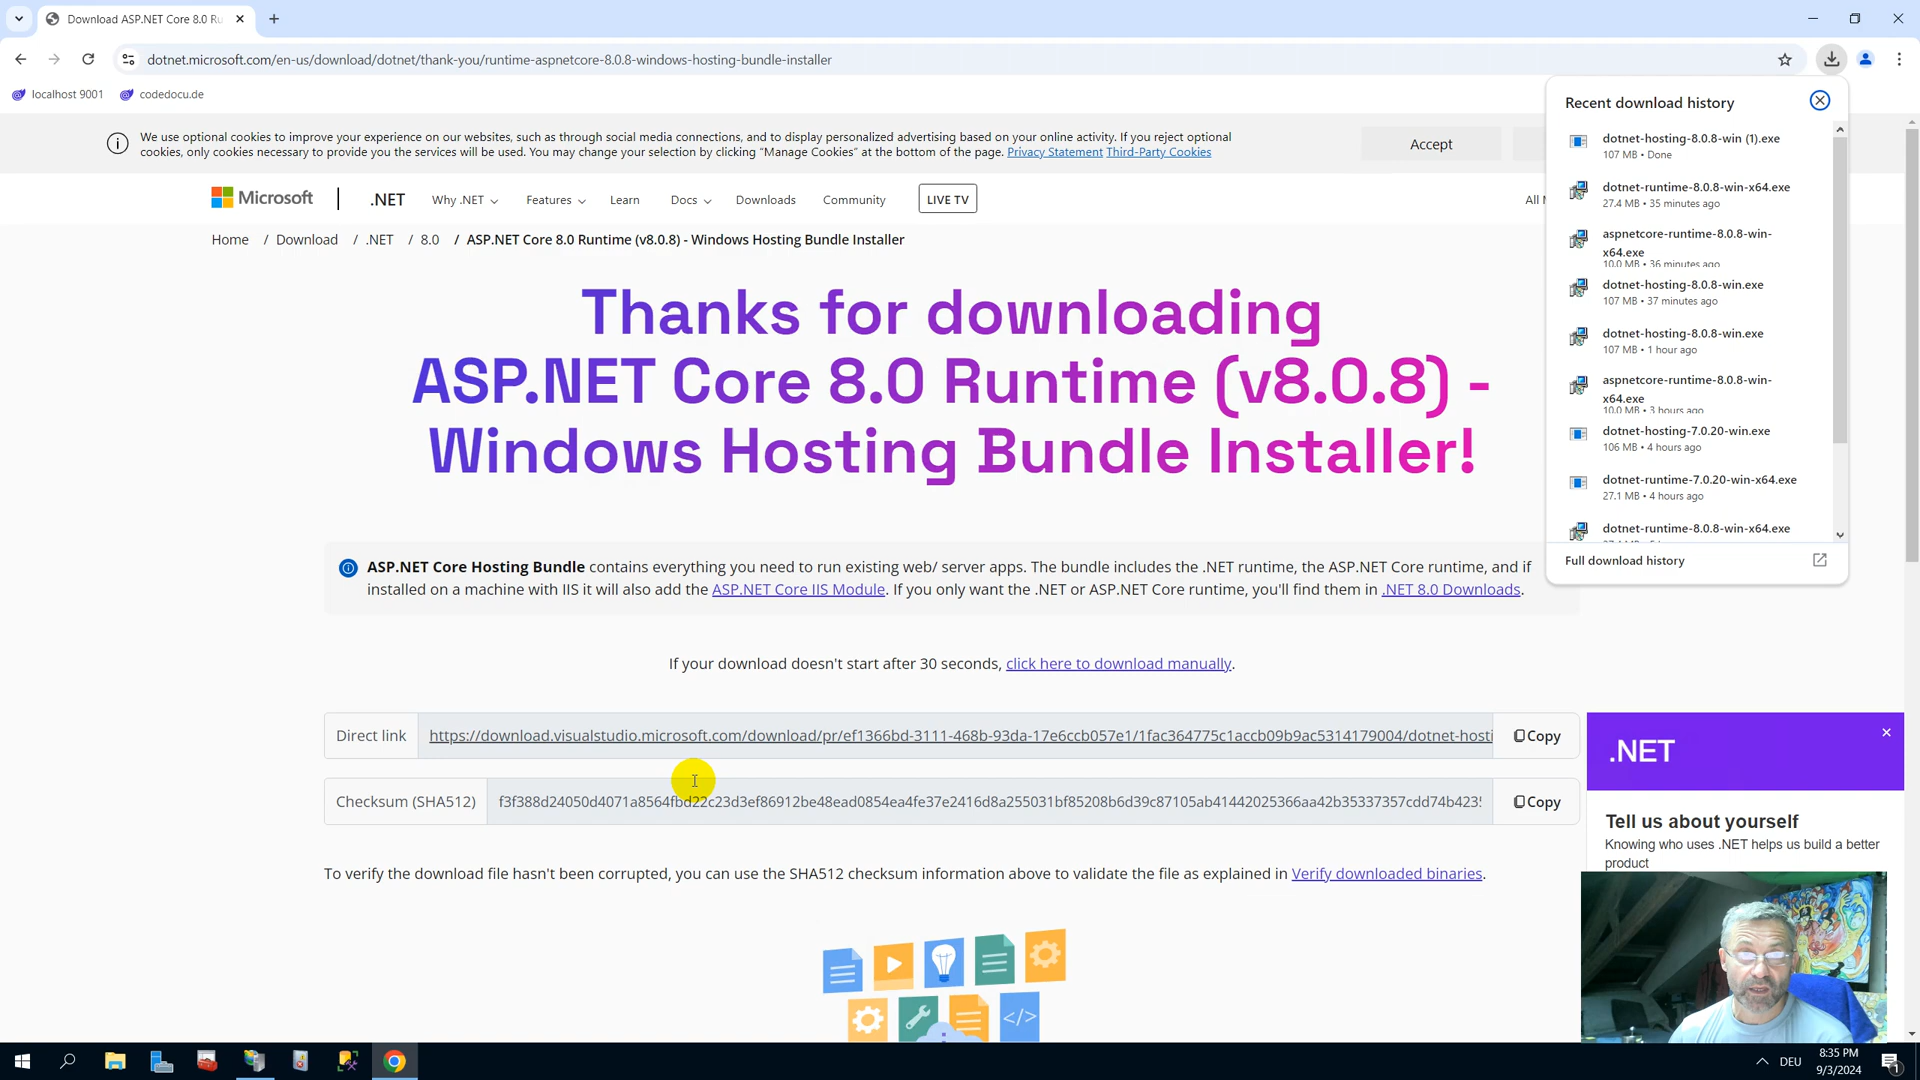 Download ASP.NET Core 8.0 Ru
dotnet.microsoft.com/en-us/download/dotnet/thank-you/runtime-aspnetcore-8.0.8-windows-hosting-bundle-installer
localhost 9001
codedocu.de
We use optional cookies to improve your experience on our websites, such as through social media connections, and to display personalized advertising based on your online activity. If you reject optional
cookies, only cookies necessary to provide you the services will be used. You may change your selection by clicking "Manage Cookies" at the bottom of the page. Privacy Statement Third-Party Cookies
Accept
Microsoft
.NET
Why .NET
Features
Learn
Docs
Downloads
Community
LIVE TV
Home / Download / .NET / 8.0 / ASP.NET Core 8.0 Runtime (v8.0.8) - Windows Hosting Bundle Installer
Thanks for downloading
ASP.NET Core 8.0 Runtime (v8.0.8) -
Windows Hosting Bundle Installer!
ASP.NET Core Hosting Bundle contains everything you need to run existing web/ server apps. The bundle includes the .NET runtime, the ASP.NET Core runtime, and if
installed on a machine with IIS it will also add the ASP.NET Core IIS Module. If you only want the .NET or ASP.NET Core runtime, you'll find them in .NET 8.0 Downloads.
If your download doesn't start after 30 seconds, click here to download manually.
Direct link
https://download.visualstudio.microsoft.com/download/pr/ef1366bd-3111-468b-93da-17e6ccb057e1/1fac364775c1accb09b9ac5314179004/dotnet-hosti
Copy
Checksum (SHA512)
f3f388d24050d4071a8564fbd22c23d3ef86912be48ead0854ea4fe37e2416d8a255031bf85208b6d39c87105ab41442025366aa42b35337357cdd74b423
Copy
To verify the download file hasn't been corrupted, you can use the SHA512 checksum information above to validate the file as explained in Verify downloaded binaries.
Recent download history
dotnet-hosting-8.0.8-win (1).exe
107 MB • Done
dotnet-runtime-8.0.8-win-x64.exe
27.4 MB • 35 minutes ago
aspnetcore-runtime-8.0.8-win-
x64.exe
10.0 MB • 36 minutes ago
dotnet-hosting-8.0.8-win.exe
107 MB • 37 minutes ago
dotnet-hosting-8.0.8-win.exe
107 MB • 1 hour ago
aspnetcore-runtime-8.0.8-win-
x64.exe
10.0 MB • 3 hours ago
dotnet-hosting-7.0.20-win.exe
106 MB • 4 hours ago
dotnet-runtime-7.0.20-win-x64.exe
27.1 MB • 4 hours ago
dotnet-runtime-8.0.8-win-x64.exe
Full download history
.NET
Tell us about yourself
Knowing who uses .NET helps us build a better
product
DEU
8:35 PM
9/3/2024
1